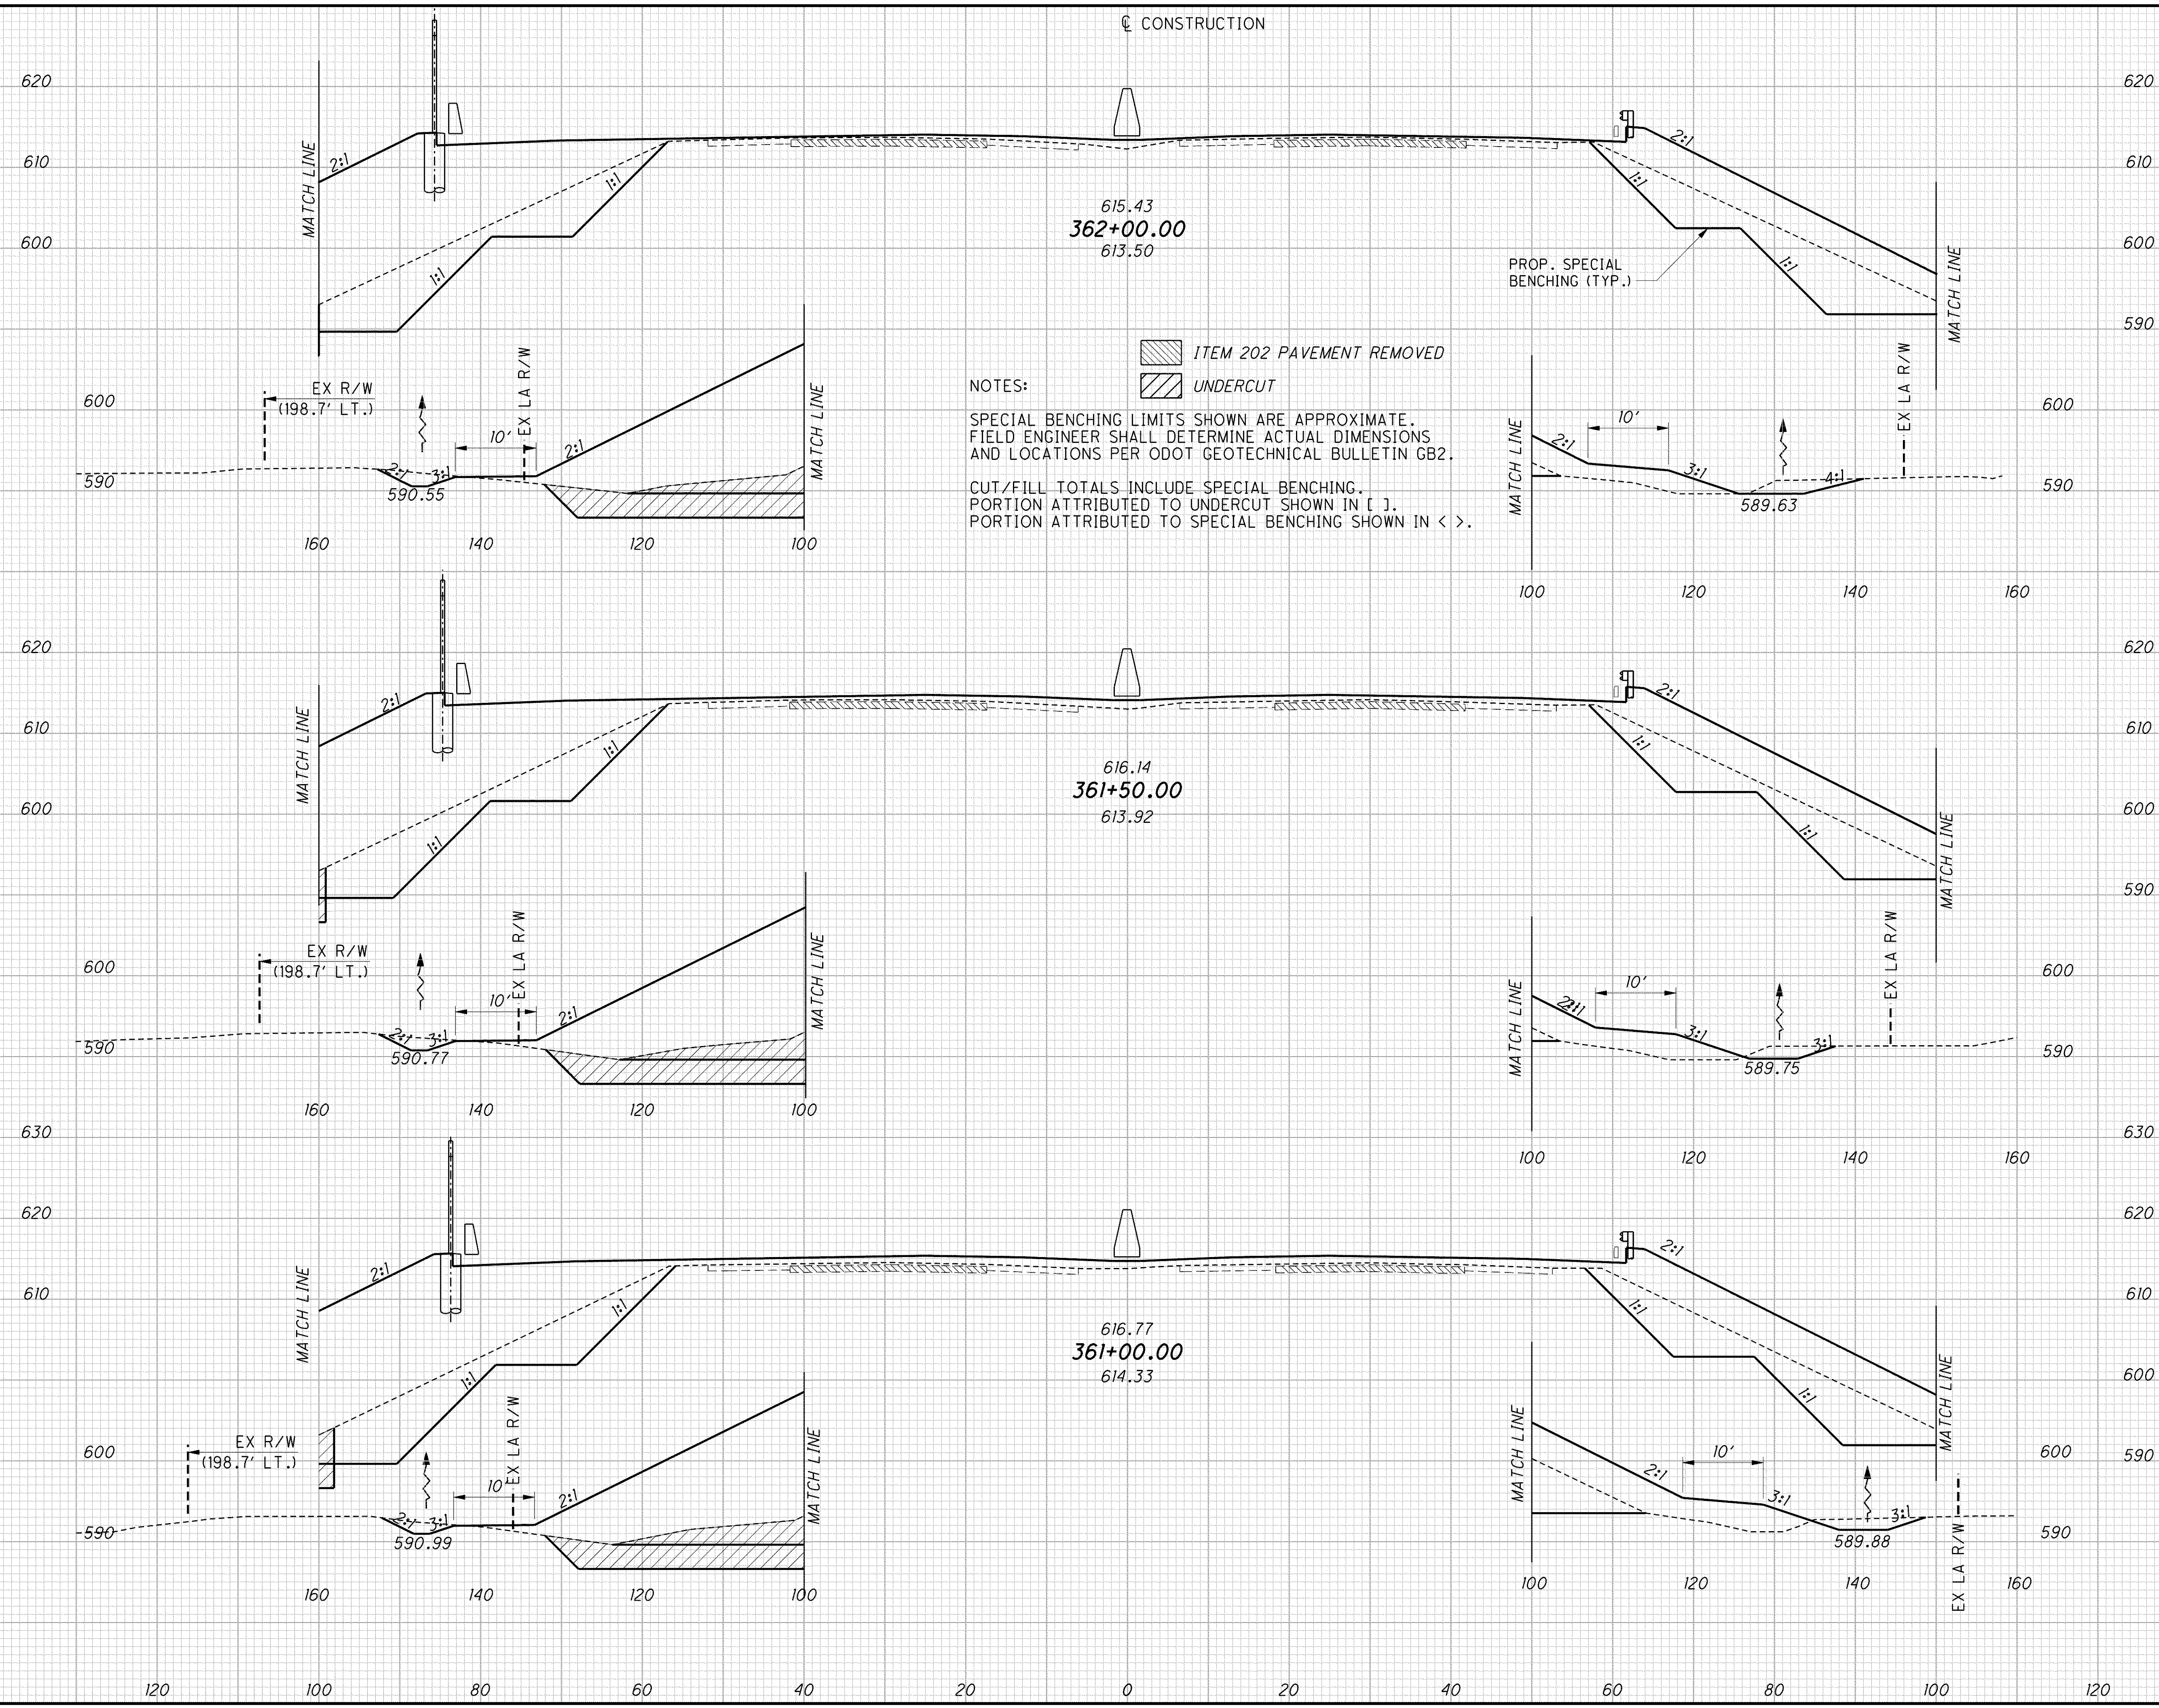 ℄ CONSTRUCTION
620 620
2:1 2:1
610 610
MATCH LINE
1:1 1:1
615.43
362+00.00
613.50
600 600
1:1 1:1
PROP. SPECIAL
BENCHING (TYP.)
MATCH LINE
590
ITEM 202 PAVEMENT REMOVED
UNDERCUT
NOTES:
SPECIAL BENCHING LIMITS SHOWN ARE APPROXIMATE.
FIELD ENGINEER SHALL DETERMINE ACTUAL DIMENSIONS
AND LOCATIONS PER ODOT GEOTECHNICAL BULLETIN GB2.
CUT/FILL TOTALS INCLUDE SPECIAL BENCHING.
PORTION ATTRIBUTED TO UNDERCUT SHOWN IN [ ].
PORTION ATTRIBUTED TO SPECIAL BENCHING SHOWN IN < >.
EX R/W
(198.7' LT.)
600
10'
EX LA R/W
2:1
MATCH LINE
2:1 3:1
590
590.55
160 140 120 100
MATCH LINE
2:1
10'
3:1
4:1
EX LA R/W
600
590
589.63
100 120 140 160
620 620
2:1 2:1
610 610
MATCH LINE
1:1 1:1
616.14
361+50.00
613.92
600 600
1:1 1:1
MATCH LINE
590
EX R/W
(198.7' LT.)
600
10'
EX LA R/W
2:1
MATCH LINE
2:1 3:1
590
590.77
160 140 120 100
MATCH LINE
2:1
10'
3:1
3:1
EX LA R/W
600
590
589.75
100 120 140 160
630 630
620 620
2:1 2:1
610 610
MATCH LINE
1:1 1:1
616.77
361+00.00
614.33
600
1:1 1:1
MATCH LINE
590
EX R/W
(198.7' LT.)
600
10'
EX LA R/W
2:1
MATCH LINE
2:1 3:1
590
590.99
160 140 120 100
MATCH LINE
2:1
10'
3:1
3:1
600
590
589.88
EX LA R/W
100 120 140 160
120 100 80 60 40 20 0 20 40 60 80 100 120